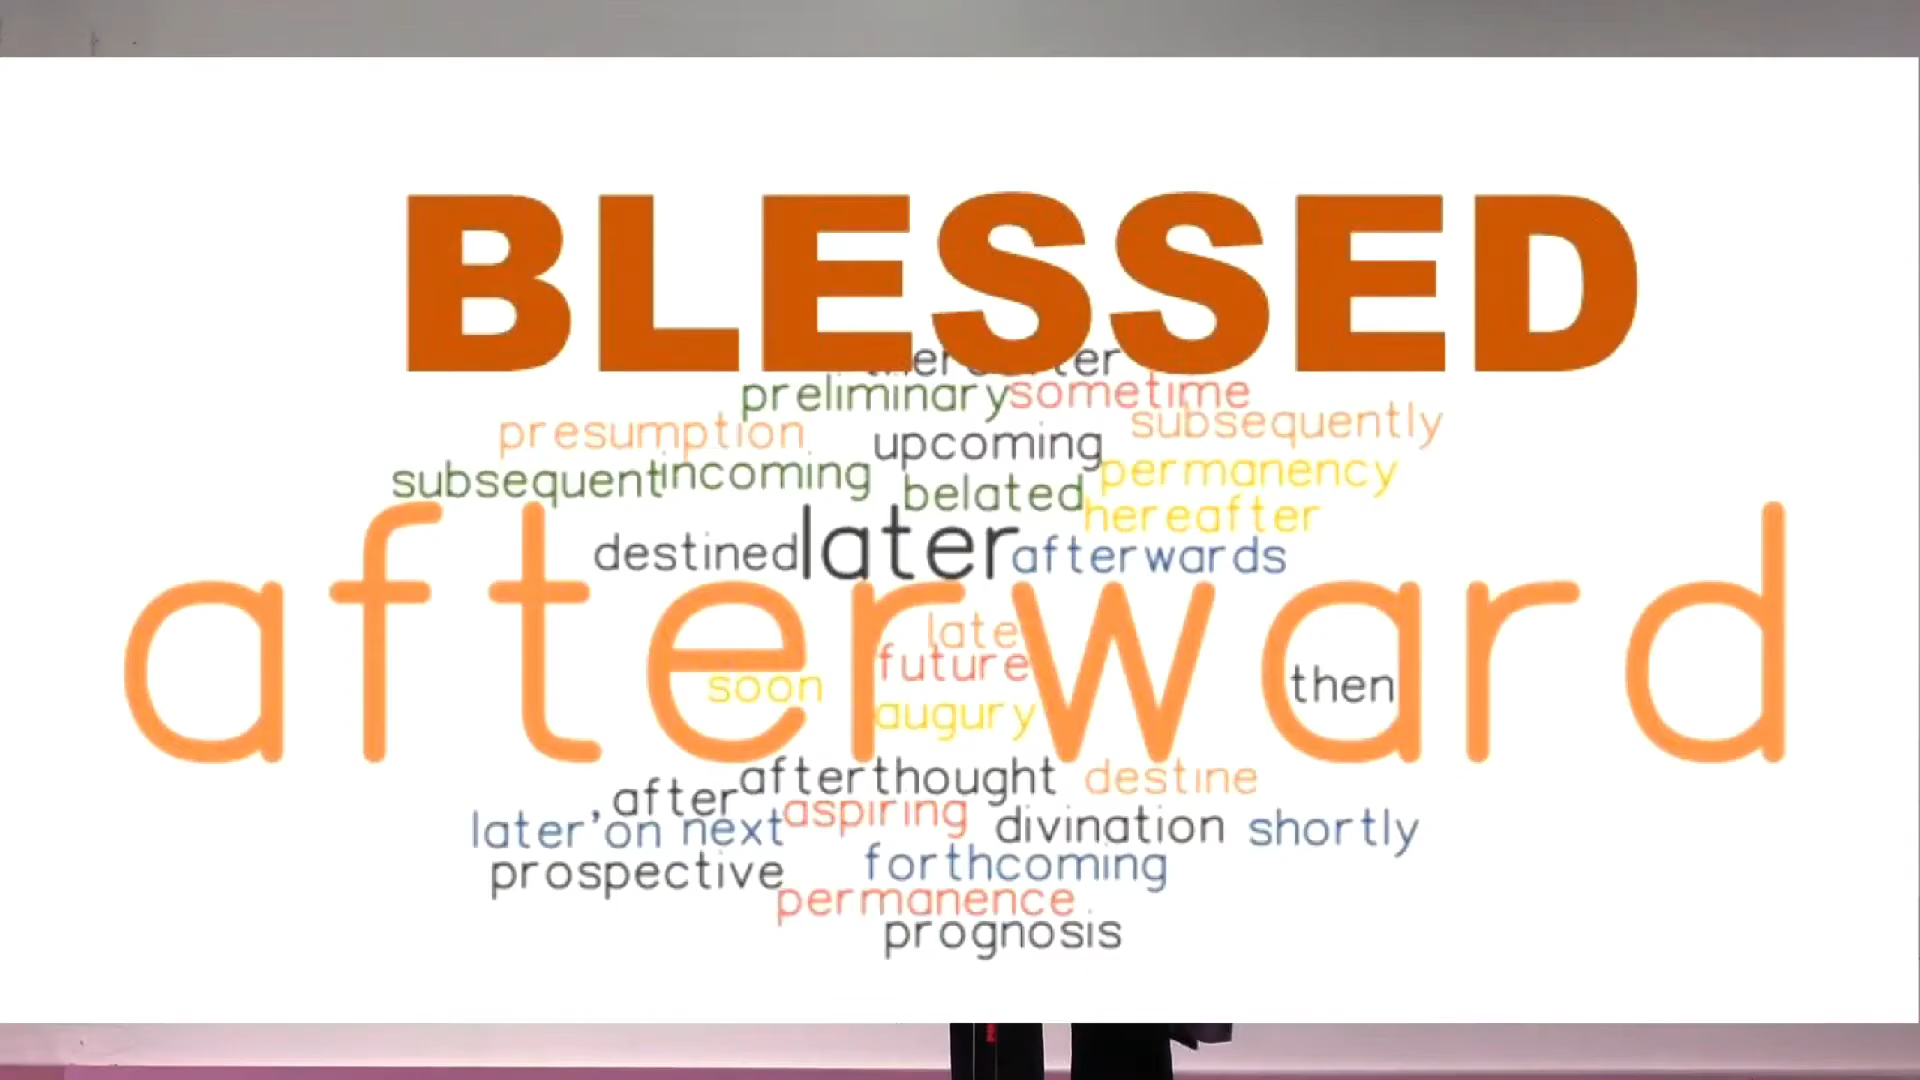 BLESSED
preliminary sometime
presumption upcoming subsequently
subsequent incoming belated permanency
hereafter
destined later afterwards
afterward
late
future
soon then
augury
afterthought destine
after aspiring
later'on next divination shortly
prospective forthcoming
permanence
prognosis